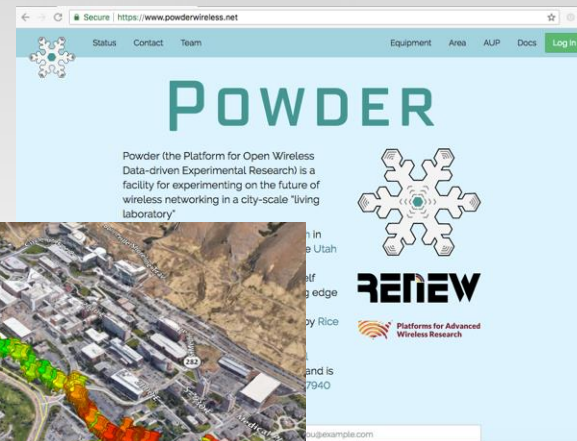 Secure https://www.powderwireless.net
Status Contact Team Equipment Area AUP Docs Log In
POWDER
Powder (the Platform for Open Wireless
Data-driven Experimental Research) is a
facility for experimenting on the future of
wireless networking in a city-scale "living
laboratory"
in
Utah
elf
edge
by Rice
and is
7940
RENEW
Platforms for Advanced
Wireless Research
ou@example.com
282
Medical